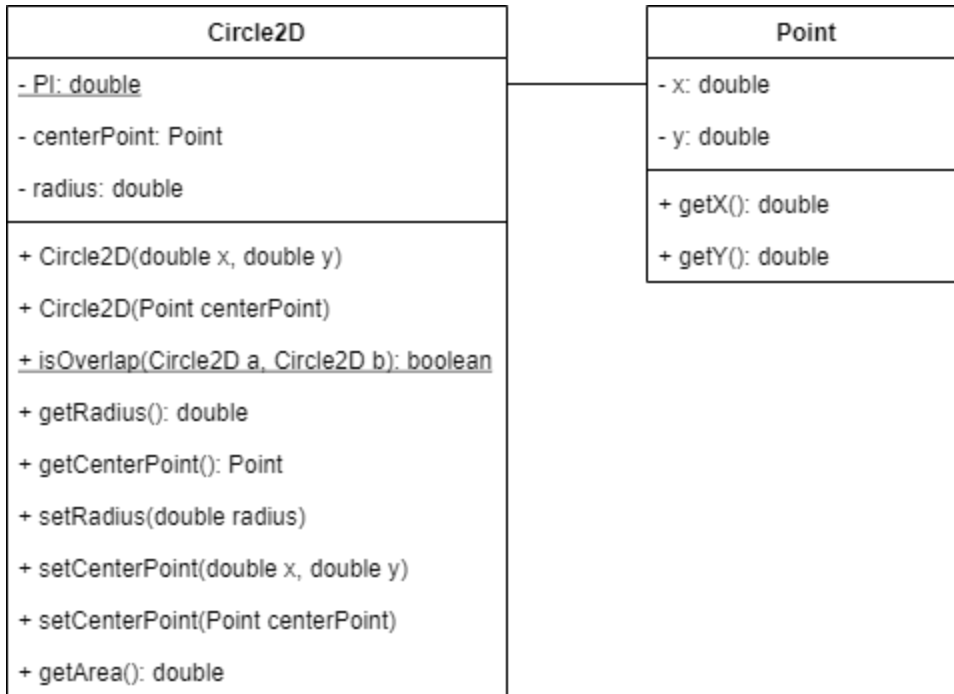 Circle2D
- PI: double
- centerPoint: Point
- radius: double
+ Circle2D(double x, double y)
+ Circle2D(Point centerPoint)
+ isOverlap(Circle2D a, Circle2D b): boolean
+ getRadius(): double
+ getCenterPoint(): Point
+ setRadius(double radius)
+ setCenterPoint(double x, double y)
+ setCenterPoint(Point centerPoint)
+ getArea(): double
Point
- x: double
- y: double
+ getX(): double
+ getY(): double